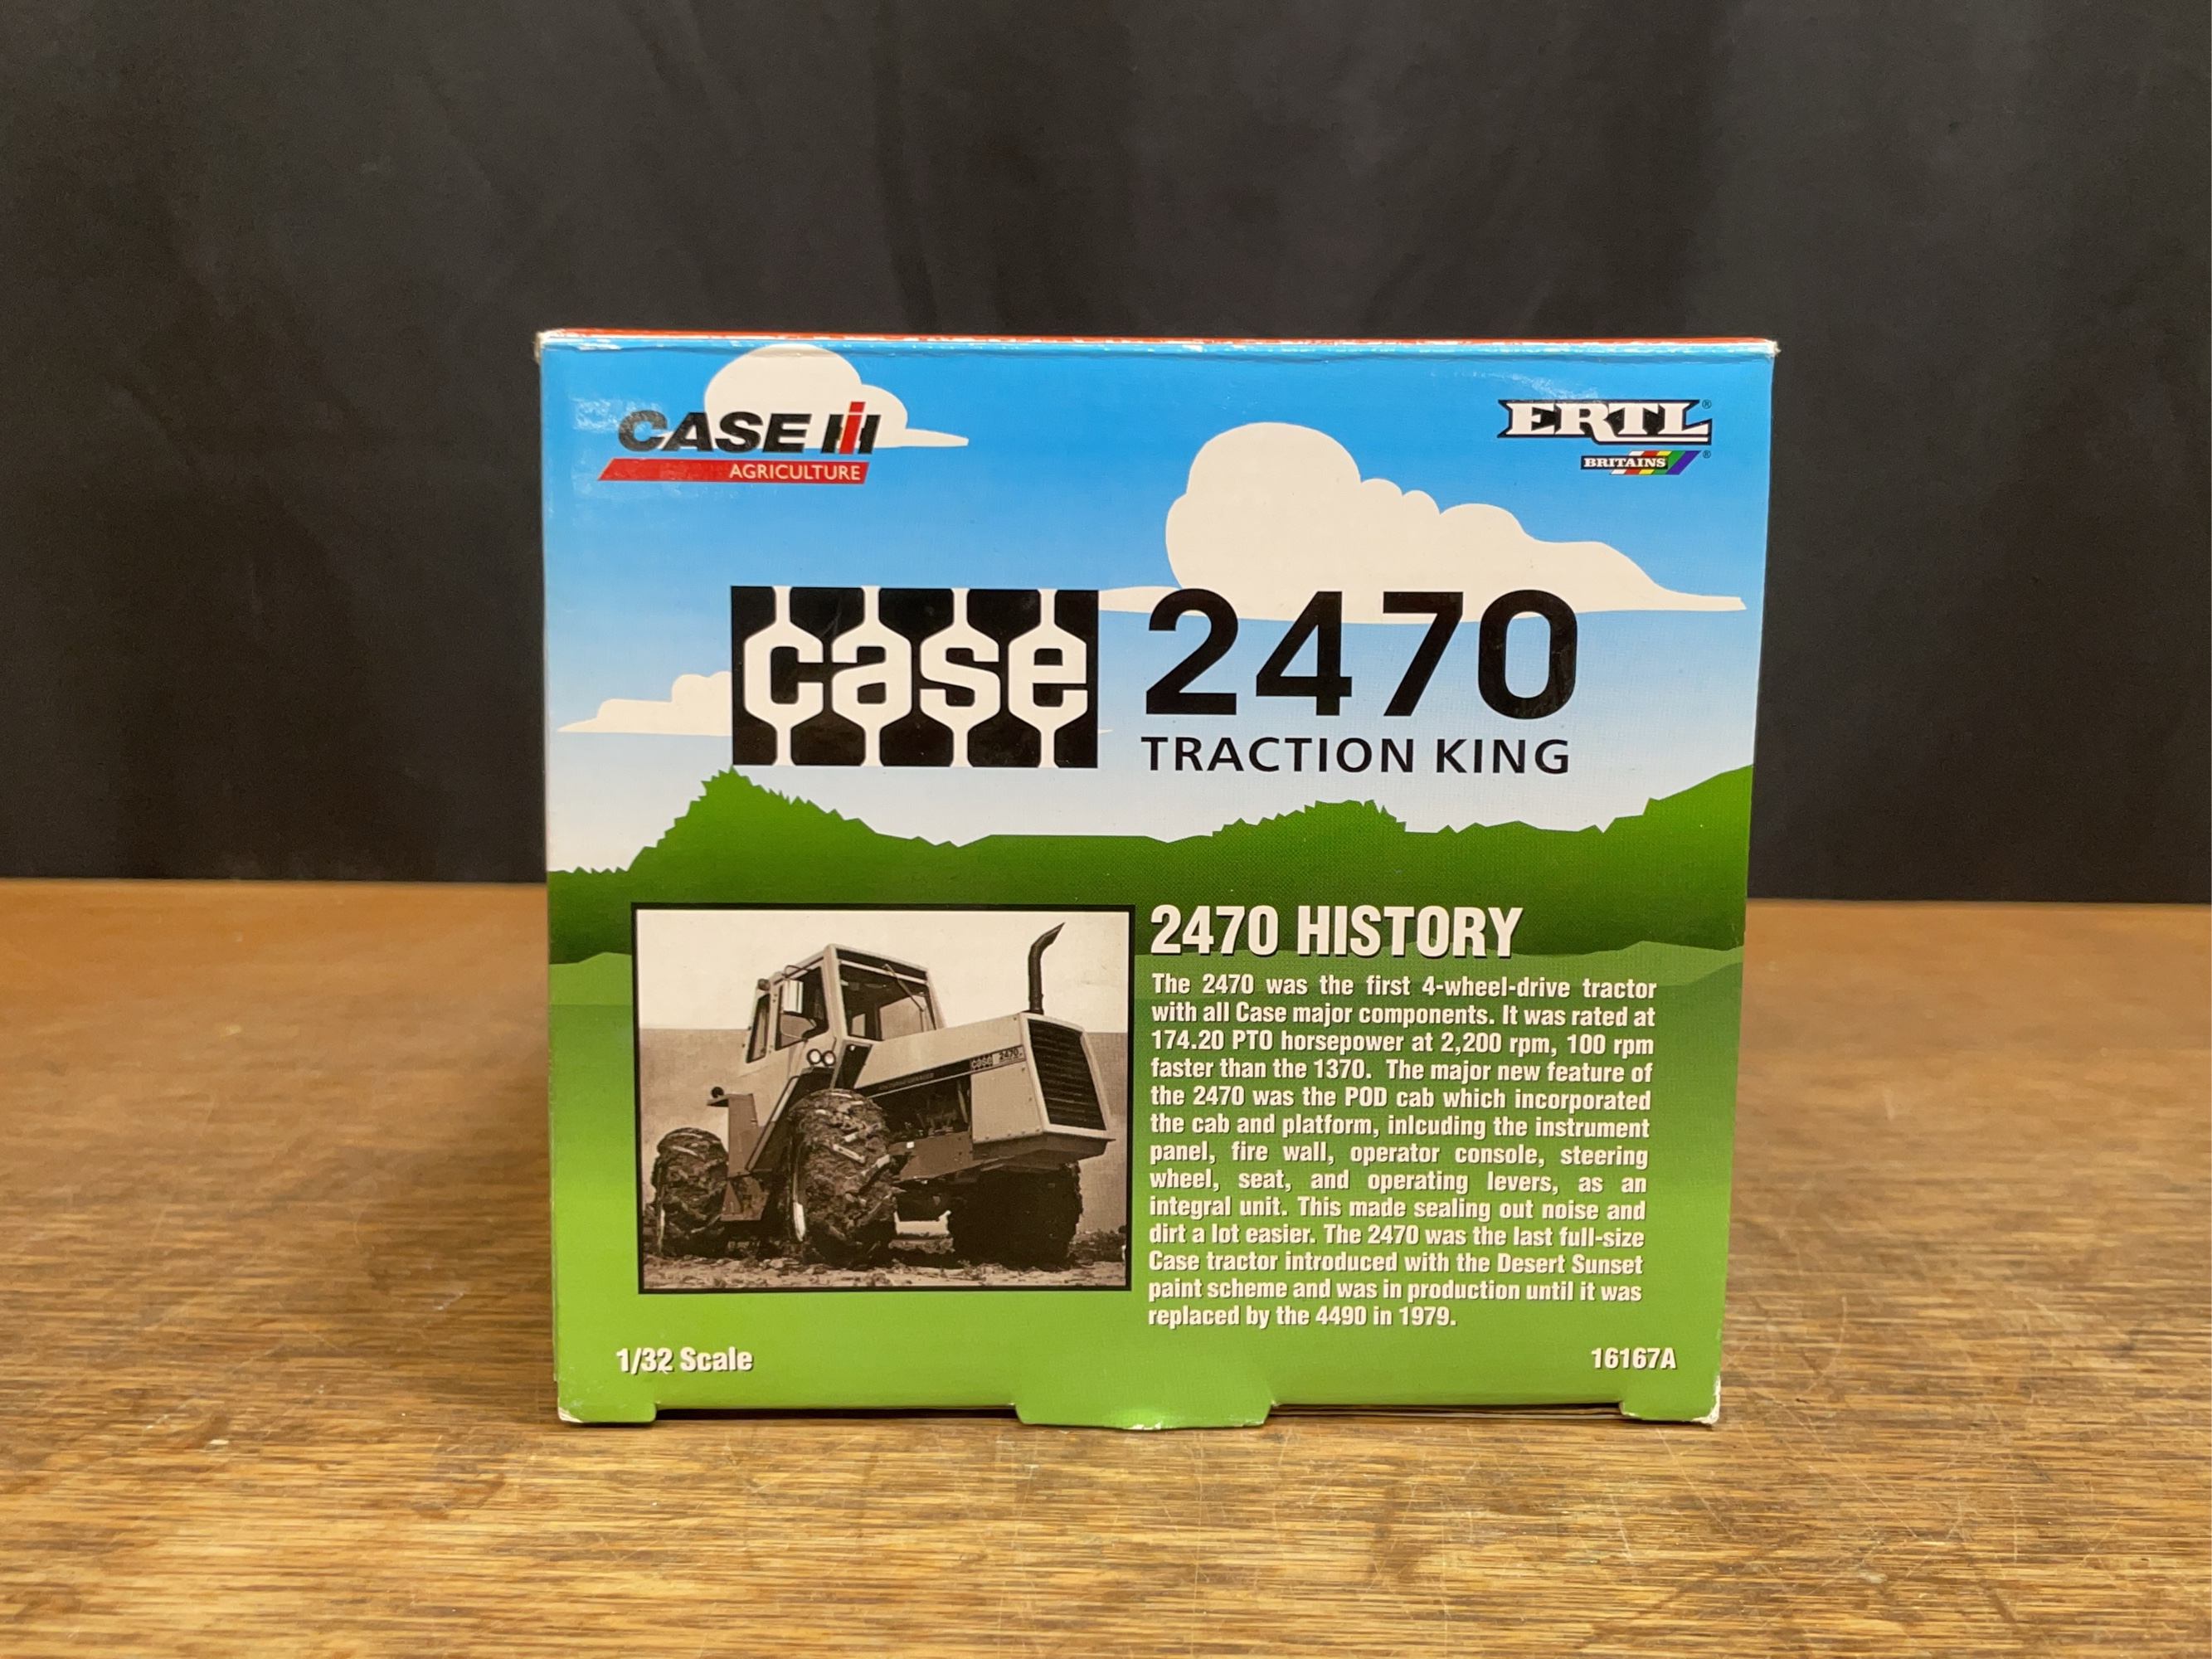 CASE IH
AGRICULTURE
ERTL®
BRITAINS®
case 2470
TRACTION KING
2470 HISTORY
The 2470 was the first 4-wheel-drive tractor
with all Case major components. It was rated at
174.20 PTO horsepower at 2,200 rpm, 100 rpm
faster than the 1370. The major new feature of
the 2470 was the POD cab which incorporated
the cab and platform, inlcuding the instrument
panel, fire wall, operator console, steering
wheel, seat, and operating levers, as an
integral unit. This made sealing out noise and
dirt a lot easier. The 2470 was the last full-size
Case tractor introduced with the Desert Sunset
paint scheme and was in production until it was
replaced by the 4490 in 1979.
case 2470
1/32 Scale
16167A